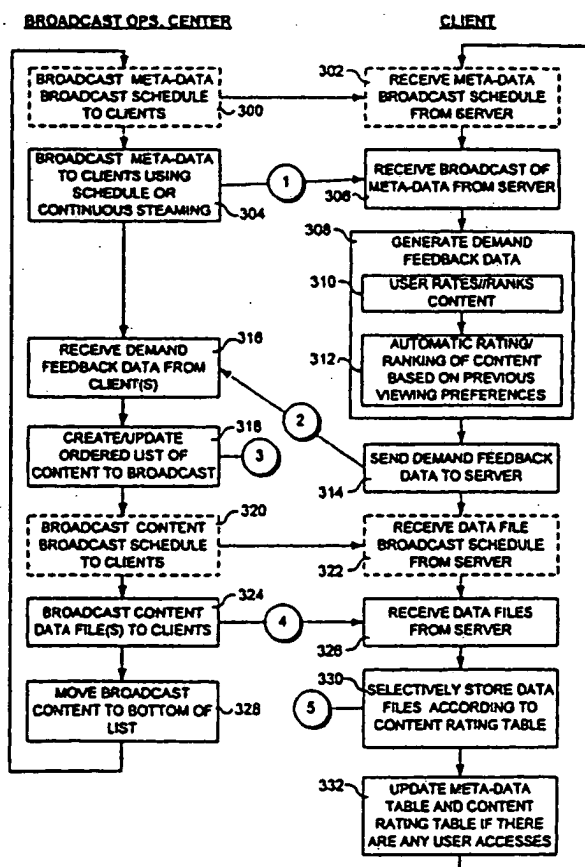 BROADCAST OPS. CENTER
CLIENT
BROADCAST META-DATA
BROADCAST SCHEDULE
TO CLIENTS
300
302
RECEIVE META-DATA
BROADCAST SCHEDULE
FROM SERVER
BROADCAST META-DATA
TO CLIENTS USING
SCHEDULE OR
CONTINUOUS STEAMING
304
1
RECEIVE BROADCAST OF
META-DATA FROM SERVER
306
308
GENERATE DEMAND
FEEDBACK DATA
310
USER RATES//RANKS
CONTENT
312
AUTOMATIC RATING/
RANKING OF CONTENT
BASED ON PREVIOUS
VIEWING PREFERENCES
316
RECEIVE DEMAND
FEEDBACK DATA FROM
CLIENT(S)
2
318
CREATE/UPDATE
ORDERED LIST OF
CONTENT TO BROADCAST
3
SEND DEMAND FEEDBACK
DATA TO SERVER
314
320
BROADCAST CONTENT
BROADCAST SCHEDULE
TO CLIENTS
RECEIVE DATA FILE
BROADCAST SCHEDULE
FROM SERVER
322
324
BROADCAST CONTENT
DATA FILE(S) TO CLIENTS
4
RECEIVE DATA FILES
FROM SERVER
326
MOVE BROADCAST
CONTENT TO BOTTOM OF
LIST
328
330
SELECTIVELY STORE DATA
FILES ACCORDING TO
CONTENT RATING TABLE
5
332
UPDATE META-DATA
TABLE AND CONTENT
RATING TABLE IF THERE
ARE ANY USER ACCESSES